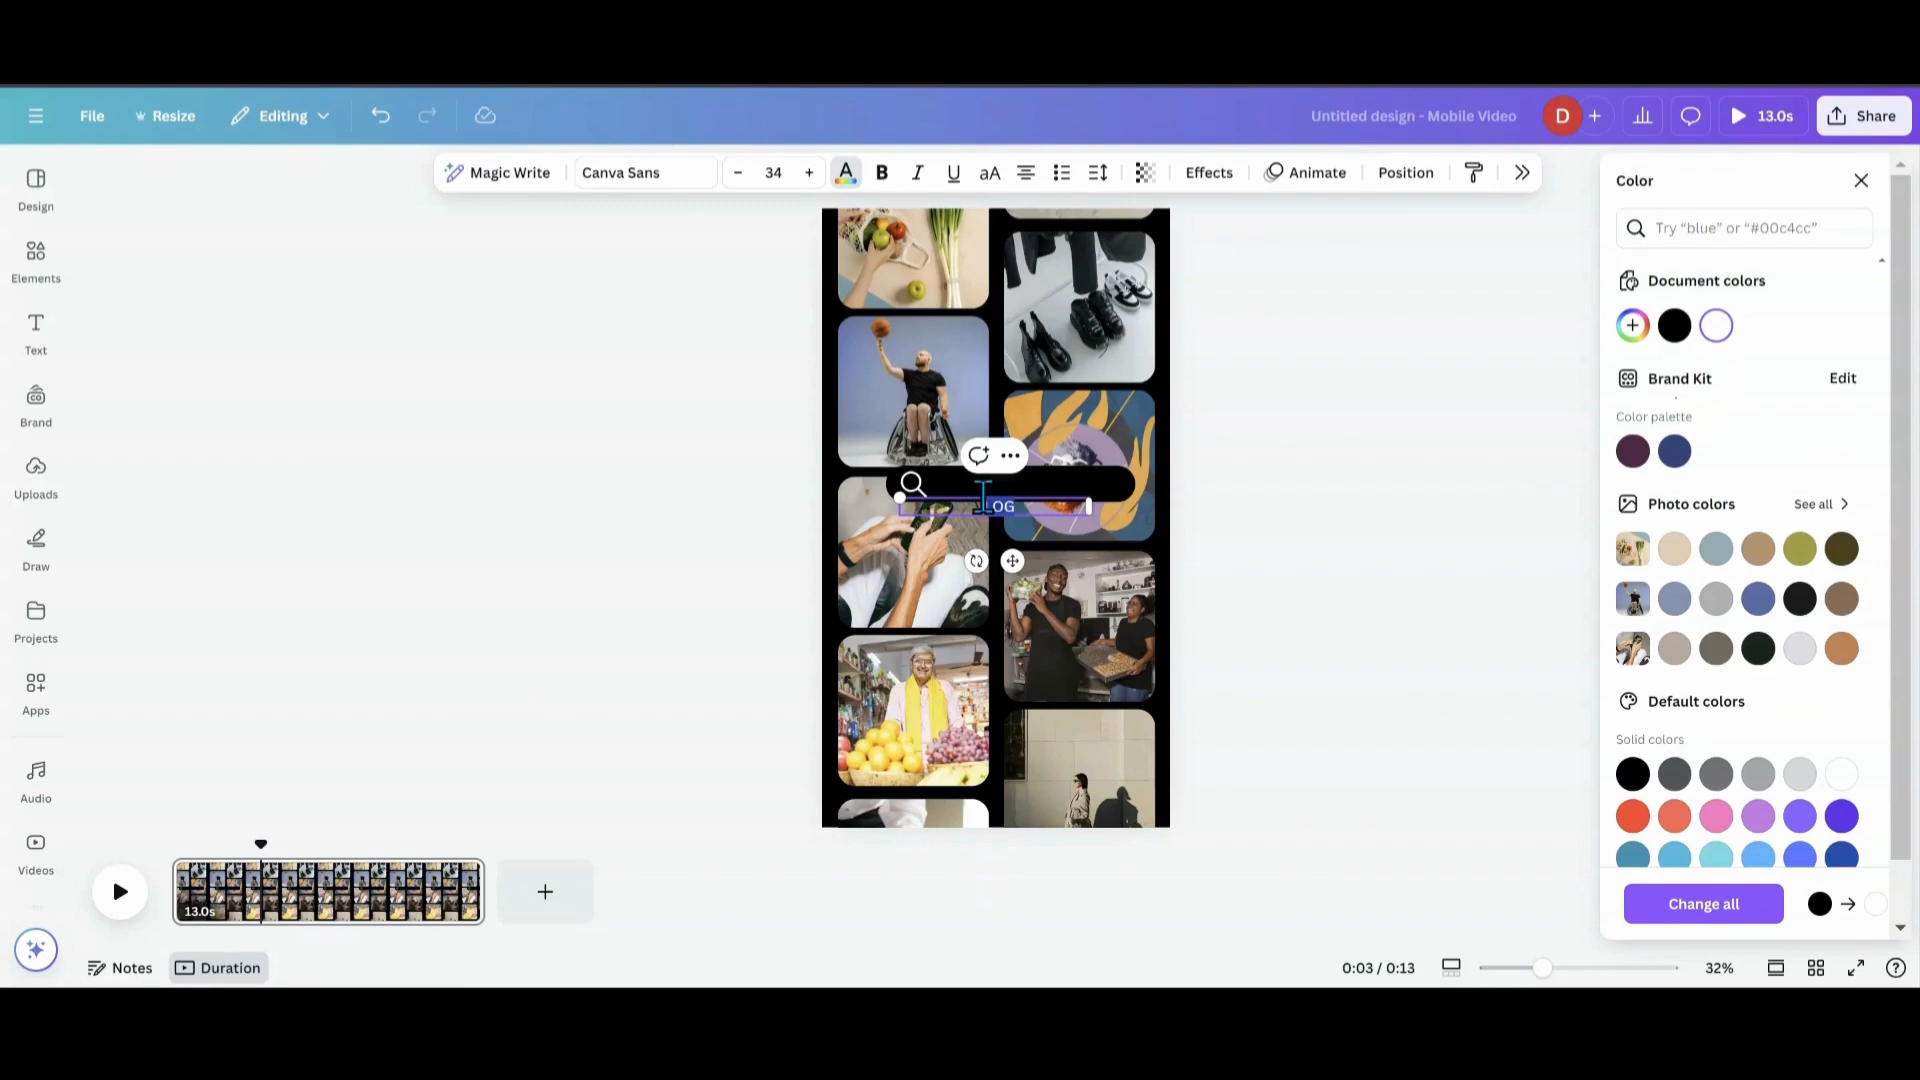 File
Resize
Editing
Untitled design - Mobile Video
D
13.0s
Share
Magic Write
Canva Sans
- 34 +
A
B
I
U
aA
Effects
Animate
Position
Color
Try “blue” or “#00c4cc”
Document colors
Brand Kit
Edit
Color palette
Photo colors
See all
Default colors
Solid colors
Change all
Design
Elements
Text
Brand
Uploads
Draw
Projects
Apps
Audio
Videos
OG
13.0s
Notes
Duration
0:03 / 0:13
32%